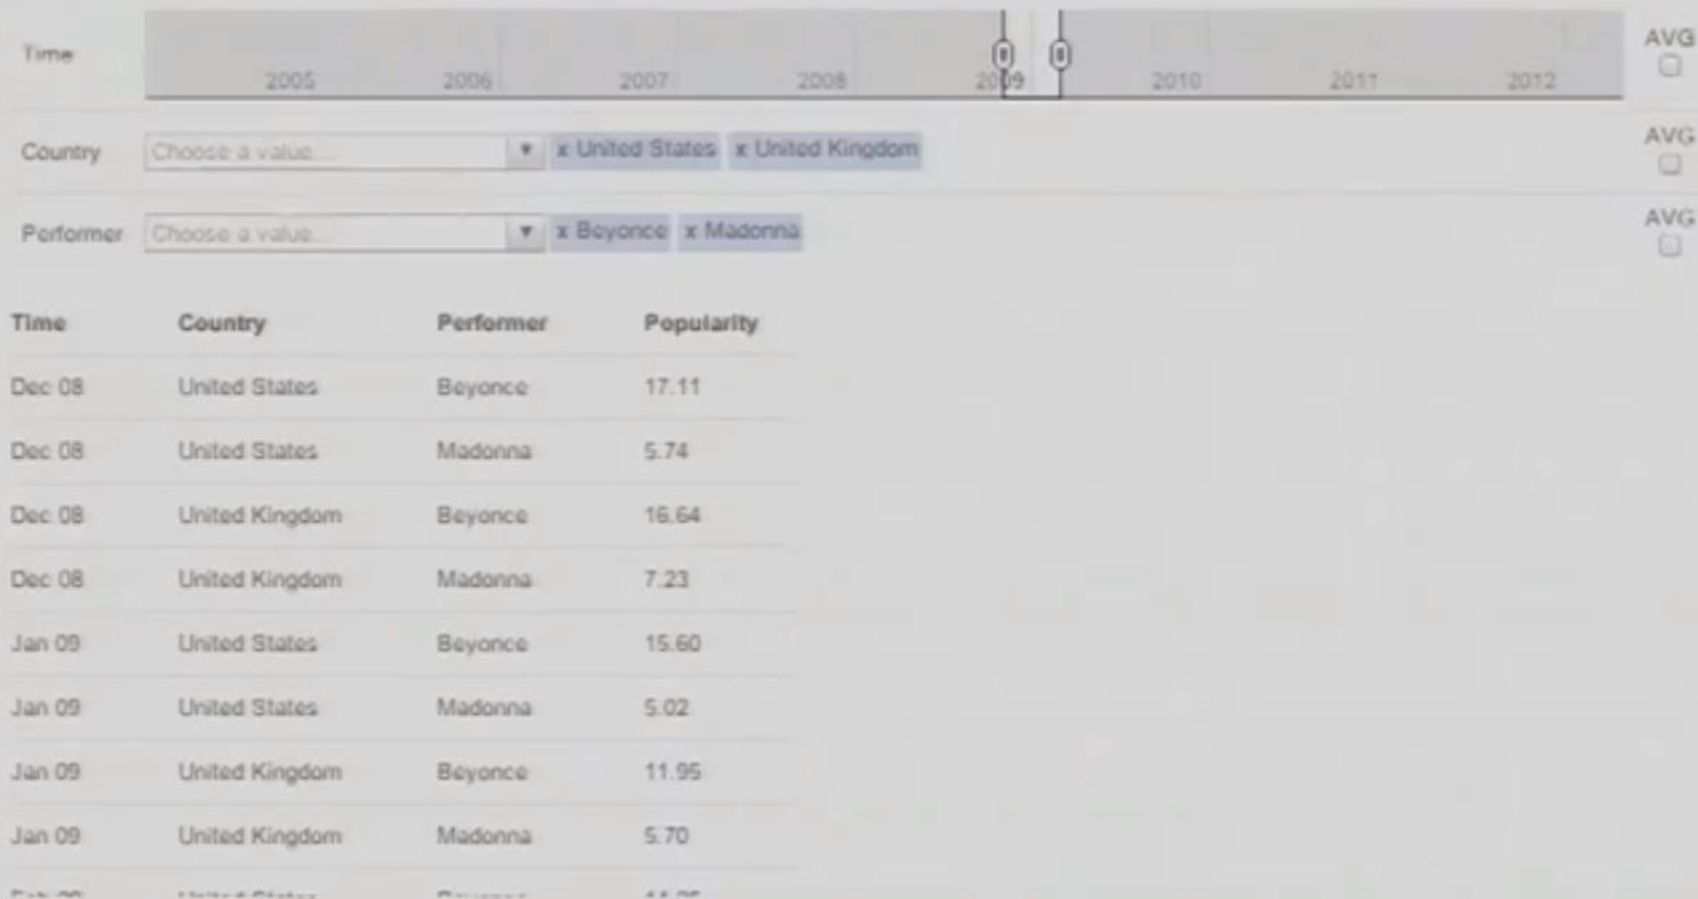 AVG
Time
2005 2006 2007 2008 2009 2010 2011 2012
AVG
Country Choose a value... x United States x United Kingdom
AVG
Performer Choose a value... x Beyonce x Madonna
Time Country Performer Popularity
Dec 08 United States Beyonce 17.11
Dec 08 United States Madonna 5.74
Dec 08 United Kingdom Beyonce 16.64
Dec 08 United Kingdom Madonna 7.23
Jan 09 United States Beyonce 15.60
Jan 09 United States Madonna 5.02
Jan 09 United Kingdom Beyonce 11.95
Jan 09 United Kingdom Madonna 5.70